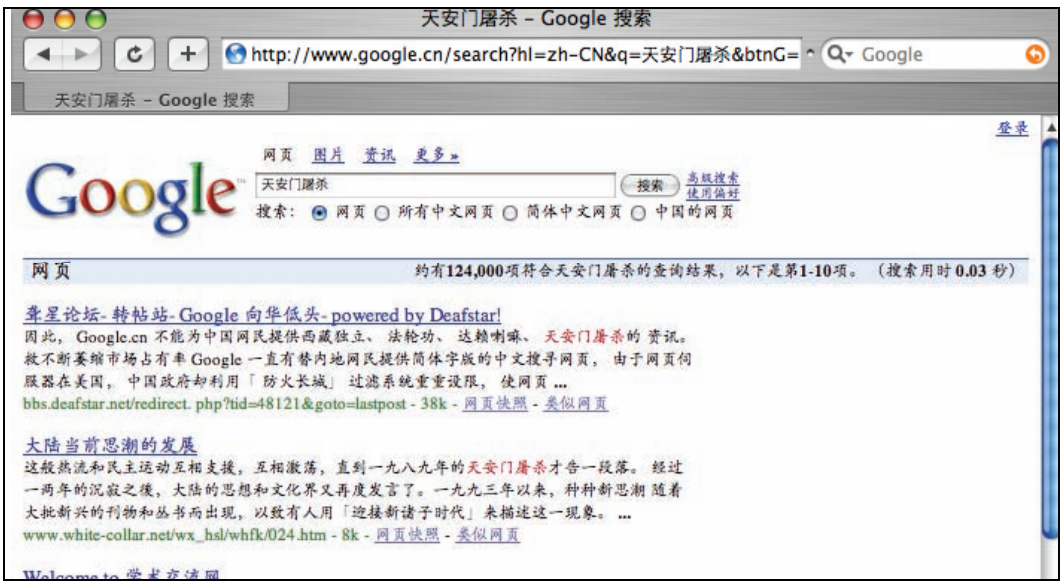 天安门屠杀 – Google 搜索
http://www.google.cn/search?hl=zh-CN&q=天安门屠杀&btnG=
Google
天安门屠杀 – Google 搜索
登录
Google™
网页 图片 资讯 更多 »
天安门屠杀
搜索
高级搜索
使用偏好
搜索: 网页 所有中文网页 简体中文网页 中国的网页
网页
约有124,000项符合天安门屠杀的查询结果，以下是第1-10项。 （搜索用时 0.03 秒）
聋星论坛- 转帖站- Google 向华低头- powered by Deafstar!
因此， Google.cn 不能为中国网民提供西藏独立、 法轮功、 达赖喇嘛、 天安门屠杀的 资讯。
救不断萎缩市场占有率 Google 一直有替内地网民提供简体字版的中文搜寻网页， 由于网页伺
服器在美国， 中国政府却利用「 防火长城」 过滤系统重重设限， 使网页 ...
bbs.deafstar.net/redirect. php?tid=48121&goto=lastpost - 38k - 网页快照 - 类似网页
大陆当前思潮的发展
这般热流和民主运动互相支援，互相激荡，直到一九八九年的天安门屠杀才告一段落。 经过
一两年的沉寂之後，大陆的思想和文化界又再度发言了。一九九三年以来，种种新思潮 随着
大批新兴的刊物和丛书而出现，以致有人用「迎接新诸子时代」来描述这一现象。 ...
www.white-collar.net/wx_hsl/whfk/024.htm - 8k - 网页快照 - 类似网页
Welcome to 学术交流网